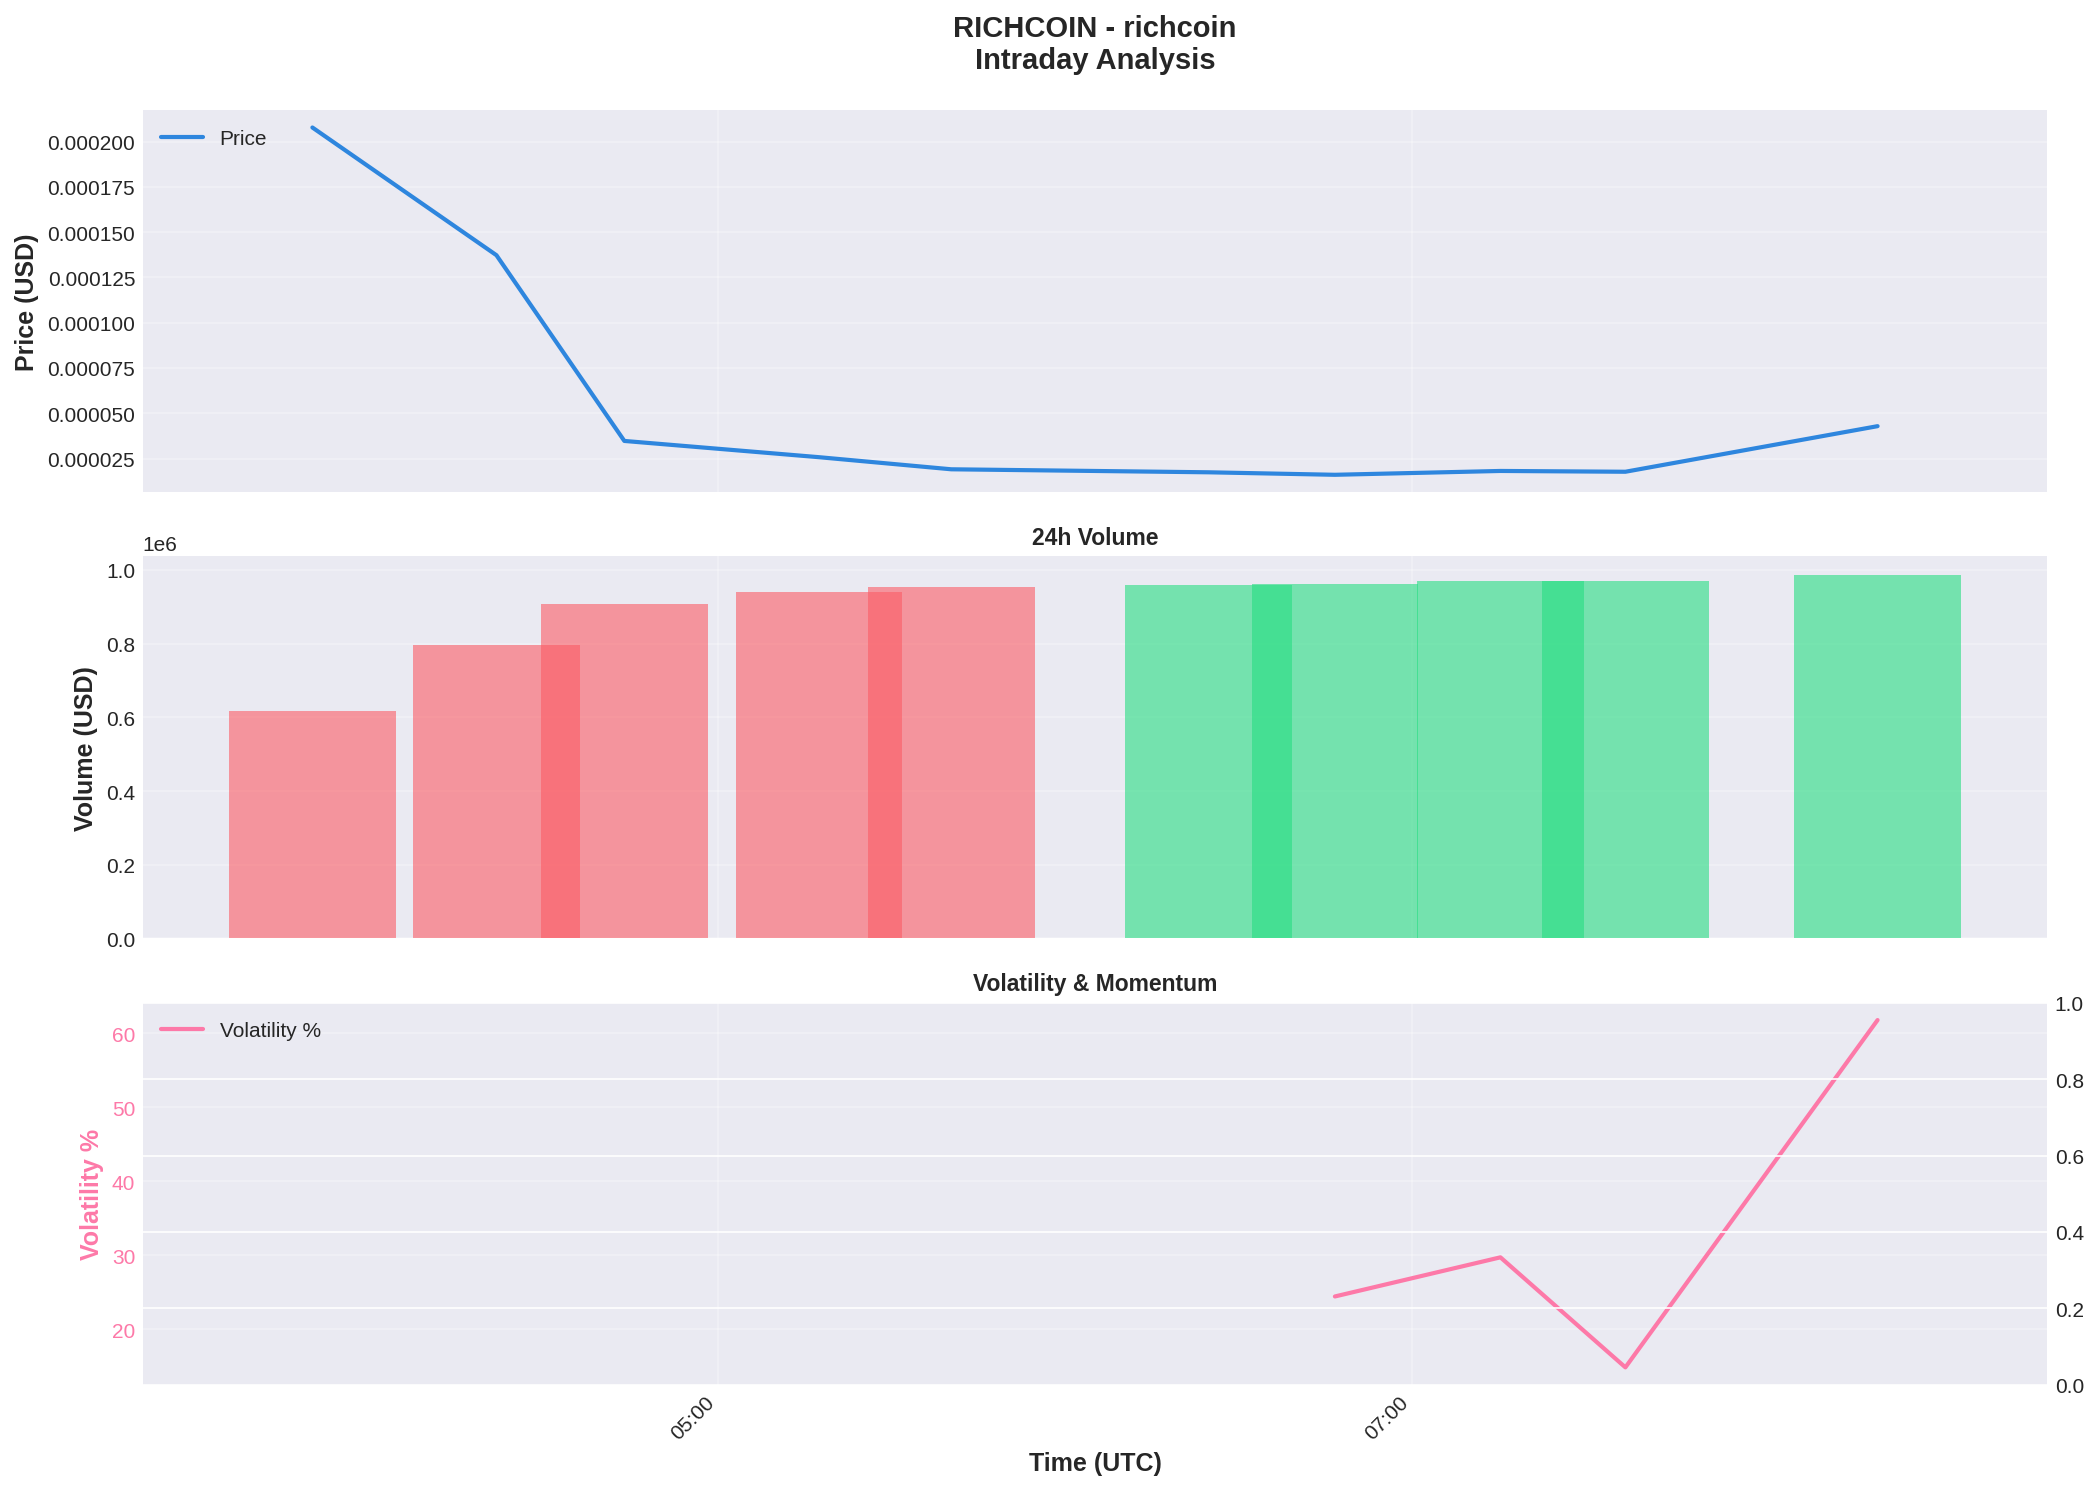 RICHCOIN - richcoin
Intraday Analysis
Price
0.000200
0.000175
0.000150
0.000125
0.000100
0.000075
0.000050
0.000025
Price (USD)
24h Volume
1e6
1.0
0.8
0.6
0.4
0.2
0.0
Volume (USD)
Volatility & Momentum
Volatility %
60
50
40
30
20
Volatility %
1.0
0.8
0.6
0.4
0.2
0.0
05:00
07:00
Time (UTC)